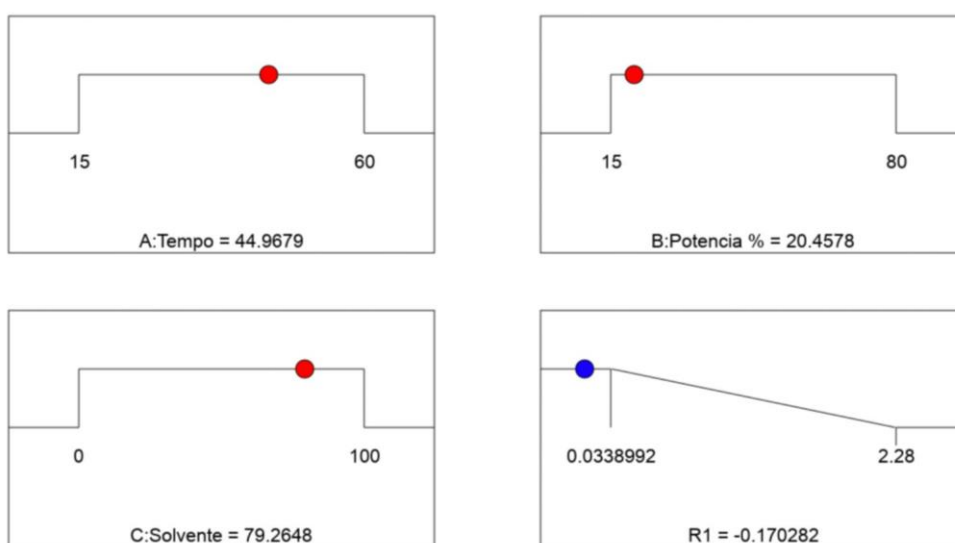 15 60
A:Tempo = 44.9679
15 80
B:Potencia % = 20.4578
0 100
C:Solvente = 79.2648
0.0338992 2.28
R1 = -0.170282